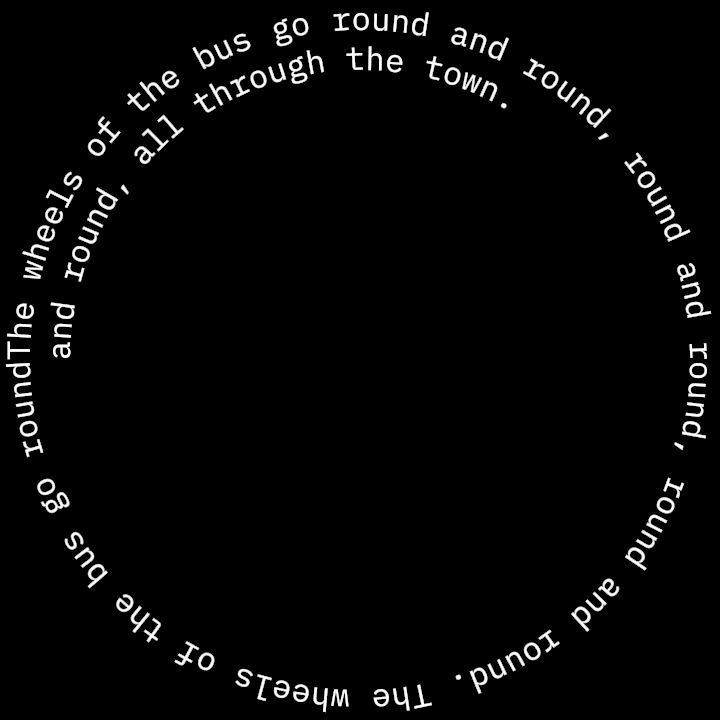 The wheels of the bus go round and round, round and round, round and round. The wheels of the bus go round
and round, all through the town.